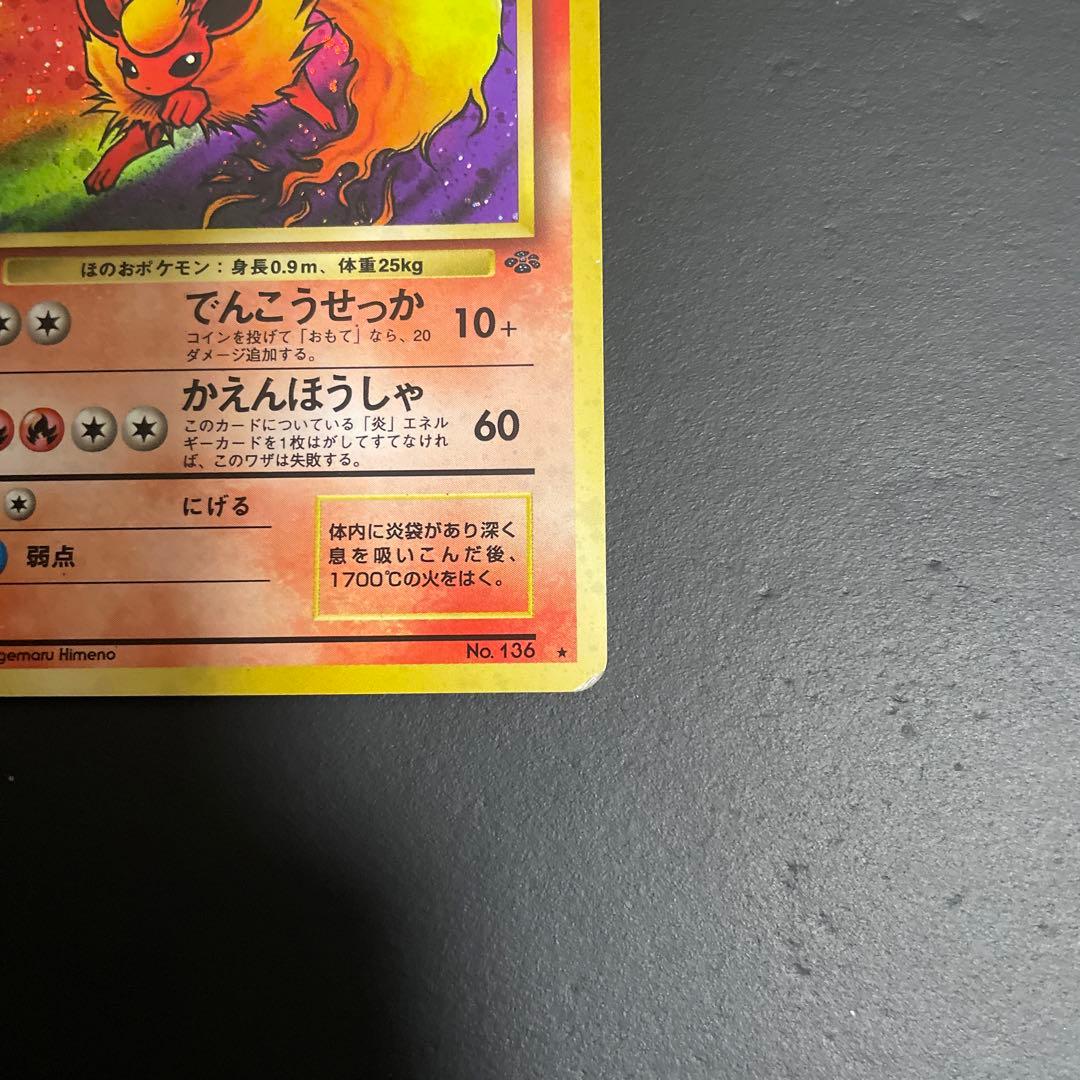 ほのおポケモン：身長0.9m、体重25kg
でんこうせっか 10+
コインを投げて「おもて」なら、20
ダメージ追加する。
かえんほうしゃ 60
このカードについている「炎」エネル
ギーカードを1枚はがしてすてなけれ
ば、このワザは失敗する。
にげる
弱点
体内に炎袋があり深く
息を吸いこんだ後、
1700℃の火をはく。
gemaru Himeno
No. 136 ★